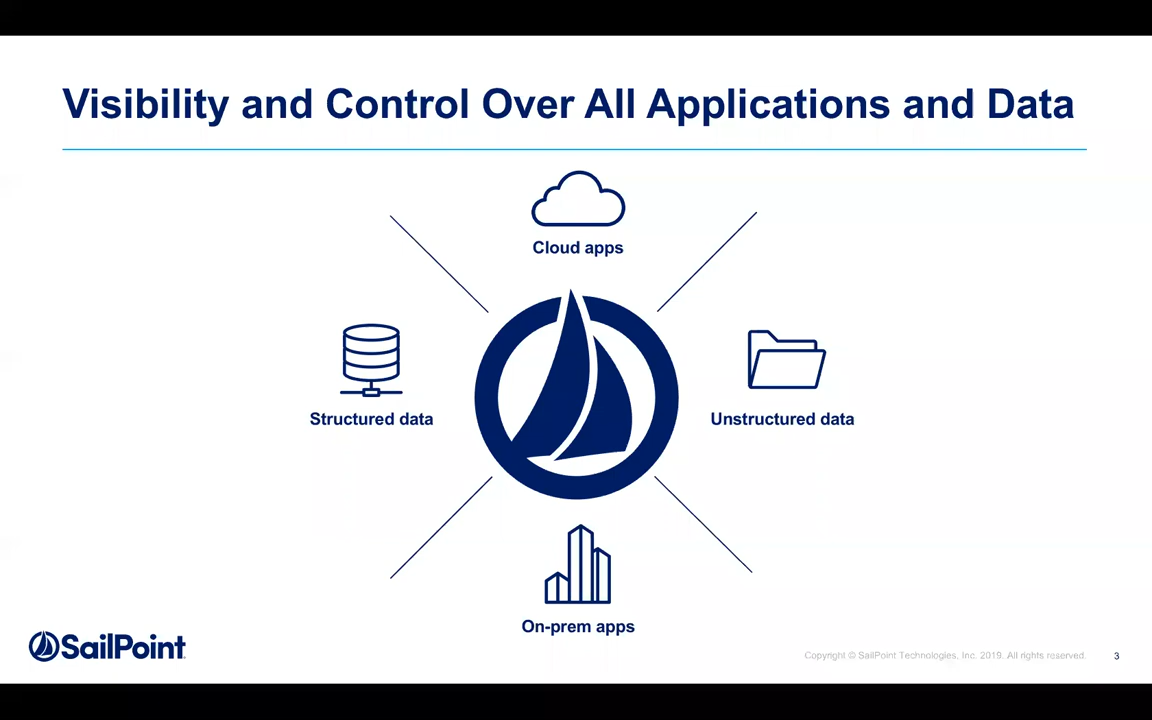 Visibility and Control Over All Applications and Data
Cloud apps
Structured data
Unstructured data
On-prem apps
SailPoint
Copyright © SailPoint Technologies, Inc. 2019. All rights reserved.
3